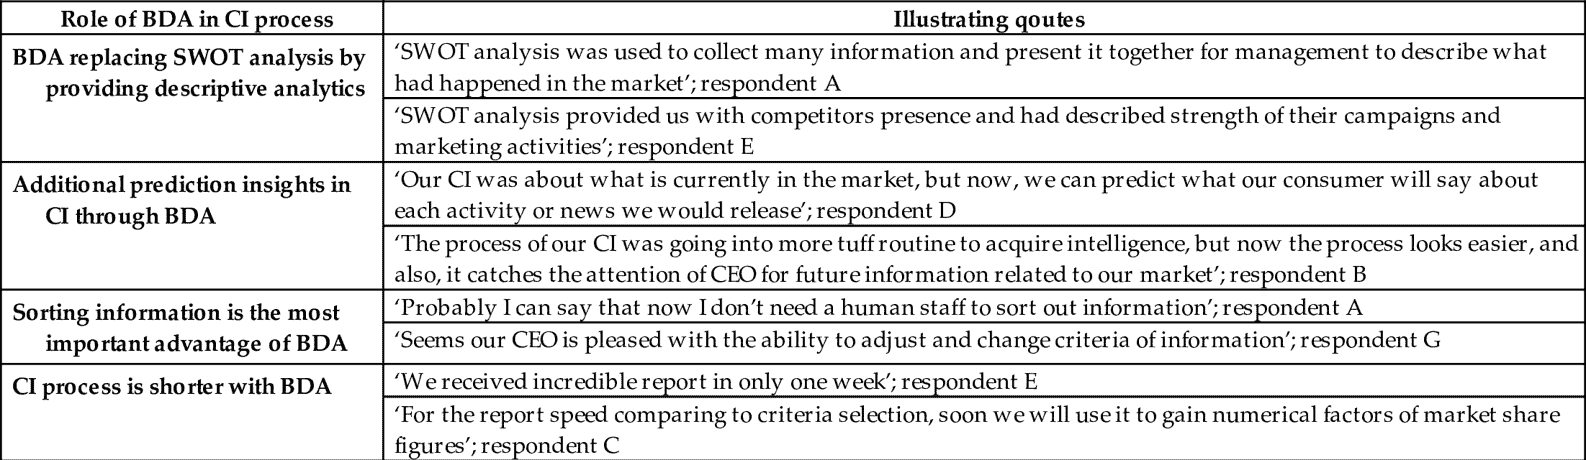 Role of BDA in CI process
Illustrating qoutes
BDA replacing SWOT analysis by
providing descriptive analytics
‘SWOT analysis was used to collect many information and present it together for management to describe what
had happened in the market’; respondent A
‘SWOT analysis provided us with competitors presence and had described strength of their campaigns and
marketing activities’; respondent E
Additional prediction insights in
CI through BDA
‘Our CI was about what is currently in the market, but now, we can predict what our consumer will say about
each activity or news we would release’; respondent D
‘The process of our CI was going into more tuff routine to acquire intelligence, but now the process looks easier, and
also, it catches the attention of CEO for future information related to our market’; respondent B
Sorting information is the most
important advantage of BDA
‘Probably I can say that now I don’t need a human staff to sort out information’; respondent A
‘Seems our CEO is pleased with the ability to adjust and change criteria of information’; respondent G
CI process is shorter with BDA
‘We received incredible report in only one week’; respondent E
‘For the report speed comparing to criteria selection, soon we will use it to gain numerical factors of market share
figures’; respondent C